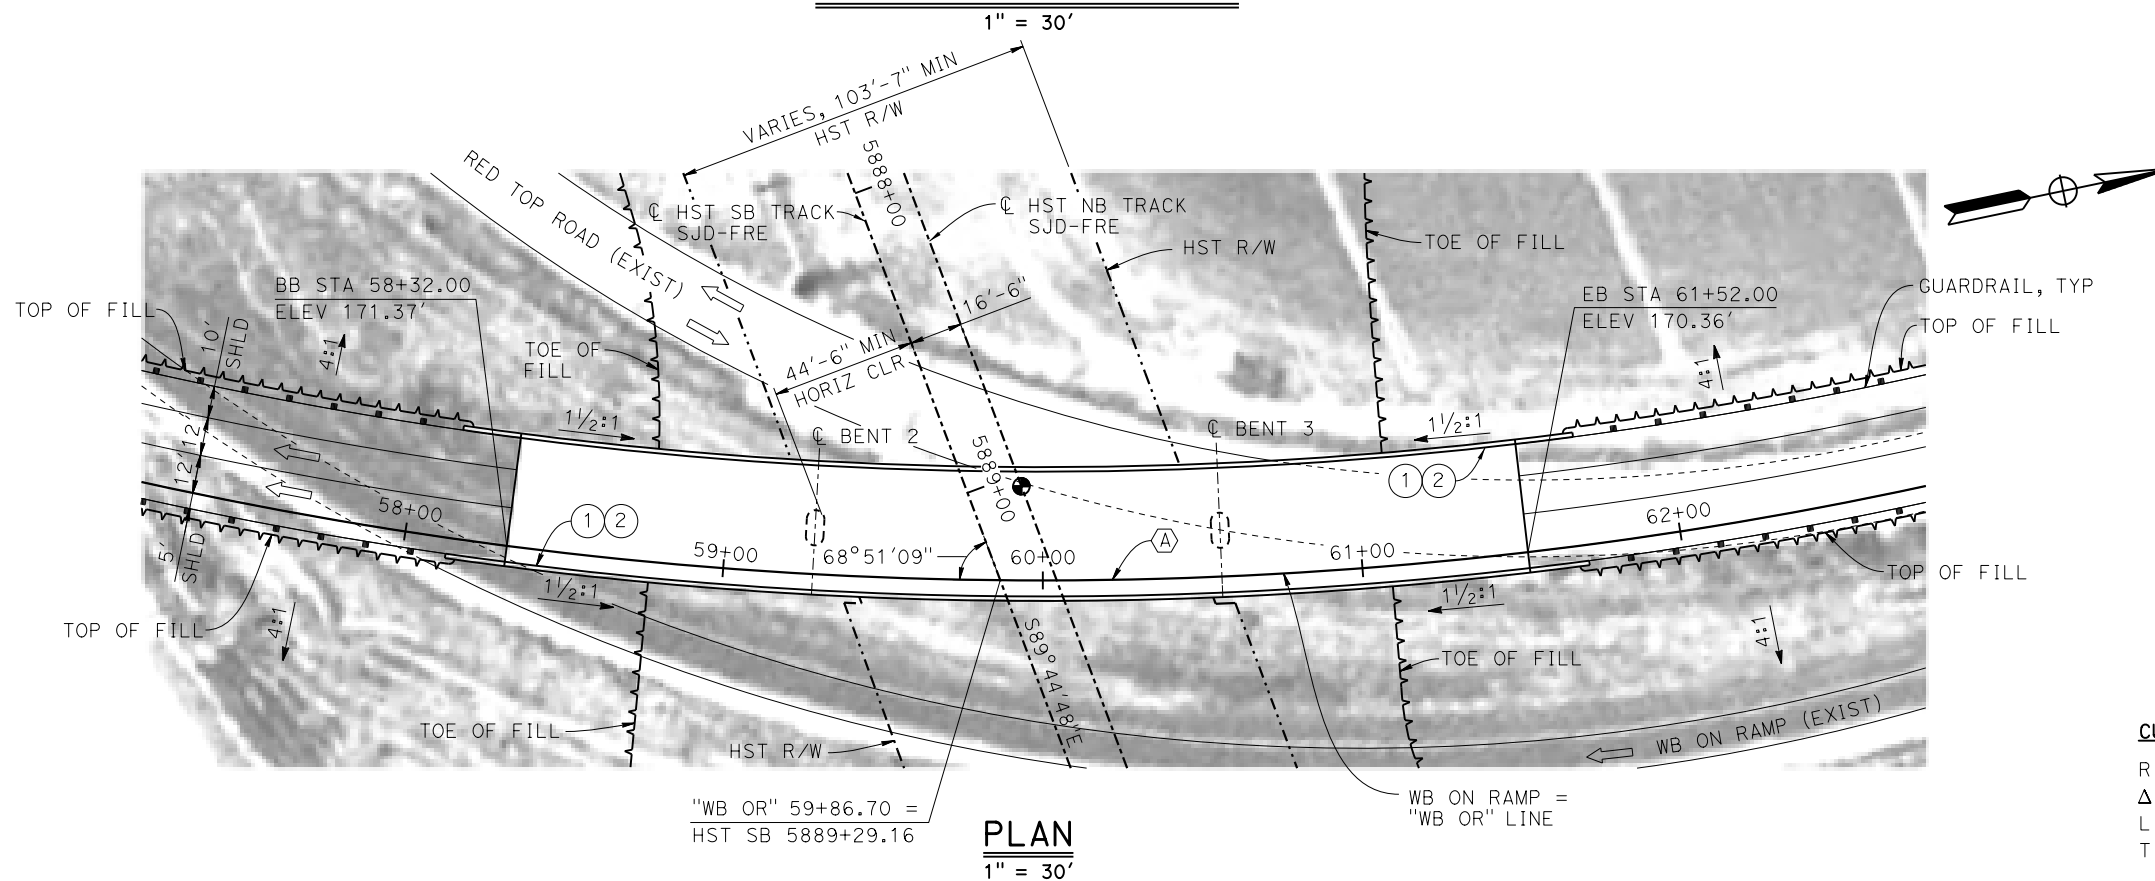 1" = 30'
VARIES, 103'-7" MIN
HST R/W
RED TOP ROAD (EXIST)
5888+00
℄ HST SB TRACK
SJD-FRE
℄ HST NB TRACK
SJD-FRE
HST R/W
TOE OF FILL
BB STA 58+32.00
ELEV 171.37'
16'-6"
EB STA 61+52.00
ELEV 170.36'
GUARDRAIL, TYP
TOP OF FILL
TOP OF FILL
10'
SHLD
4:1
TOE OF
FILL
44'-6" MIN
HORIZ CLR
4:1
1½:1
℄ BENT 2
℄ BENT 3
1½:1
12'
12'
5889+00
1 2
58+00
1 2
62+00
5'
SHLD
59+00
68°51'09"
60+00
A
61+00
1½:1
1½:1
TOP OF FILL
TOP OF FILL
4:1
S89°44'48"E
4:1
TOE OF FILL
TOE OF FILL
HST R/W
WB ON RAMP (EXIST)
"WB OR" 59+86.70 =
HST SB 5889+29.16
WB ON RAMP =
"WB OR" LINE
PLAN
1" = 30'
R
Δ
L
T